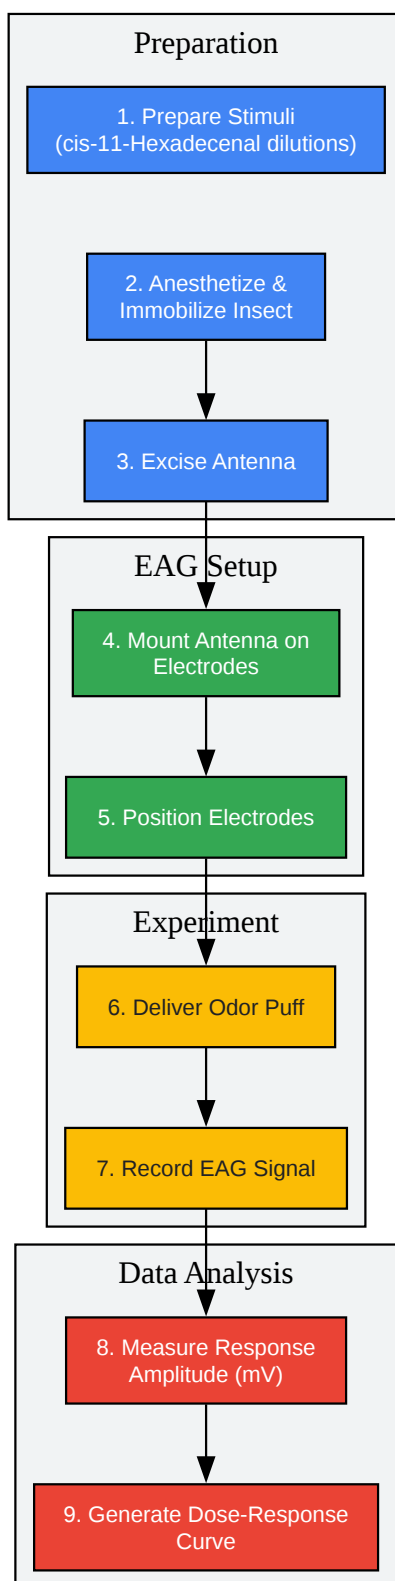 Preparation
1. Prepare Stimuli
(cis-11-Hexadecenal dilutions)
2. Anesthetize &
Immobilize Insect
3. Excise Antenna
EAG Setup
4. Mount Antenna on
Electrodes
5. Position Electrodes
Experiment
6. Deliver Odor Puff
7. Record EAG Signal
Data Analysis
8. Measure Response
Amplitude (mV)
9. Generate Dose-Response
Curve